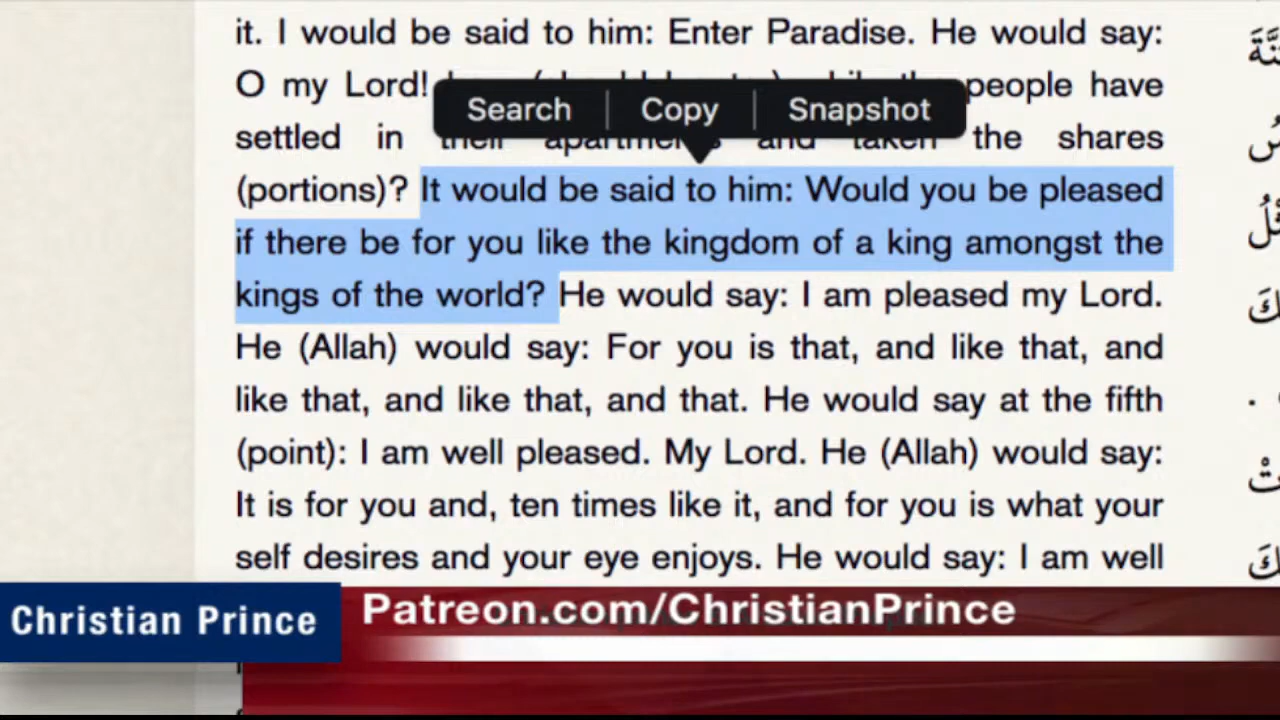 it. I would be said to him: Enter Paradise. He would say:
O my Lord! people have
Search Copy Snapshot
settled in their apartments and taken the shares
(portions)? It would be said to him: Would you be pleased
if there be for you like the kingdom of a king amongst the
kings of the world? He would say: I am pleased my Lord.
He (Allah) would say: For you is that, and like that, and
like that, and like that, and that. He would say at the fifth
(point): I am well pleased. My Lord. He (Allah) would say:
It is for you and, ten times like it, and for you is what your
self desires and your eye enjoys. He would say: I am well
Christian Prince
Patreon.com/ChristianPrince